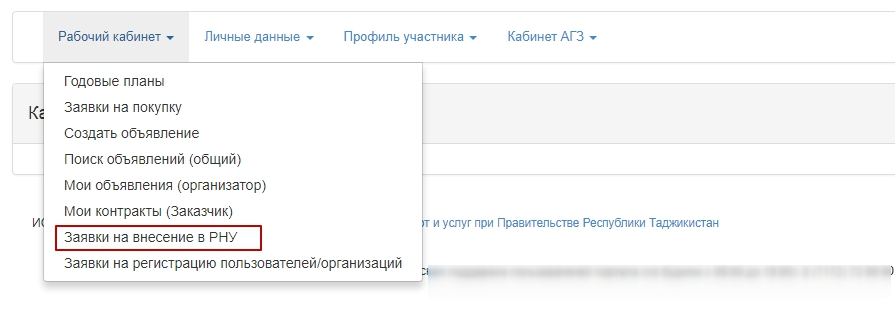 Рабочий кабинет Личные данные Профиль участника Кабинет АГЗ
Годовые планы
Заявки на покупку
Ка
Создать объявление
Поиск объявлений (общий)
Мои объявления (организатор)
Мои контракты (Заказчик)
от и услуг при Правительстве Республики Таджикистан
Заявки на внесение в РНУ
Заявки на регистрацию пользователей/организаций